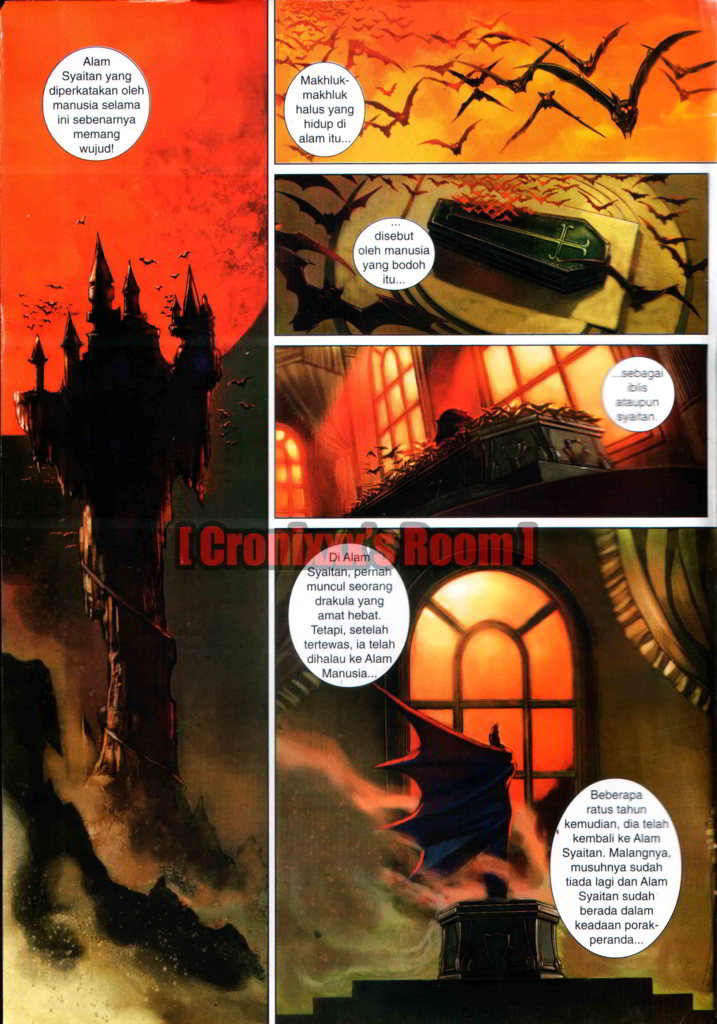 Alam
Syaitan yang
diperkatakan oleh
manusia selama
ini sebenarnya
memang
wujud!
Makhluk-
makhluk
halus yang
hidup di
alam itu...
...
disebut
oleh manusia
yang bodoh
itu...
...sebagai
iblis
ataupun
syaitan.
[ Cronixxy's Room ]
Di Alam
Syaitan, pernah
muncul seorang
drakula yang
amat hebat.
Tetapi, setelah
tertewas, ia telah
dihalau ke Alam
Manusia...
Beberapa
ratus tahun
kemudian, dia telah
kembali ke Alam
Syaitan. Malangnya,
musuhnya sudah
tiada lagi dan Alam
Syaitan sudah
berada dalam
keadaan porak-
peranda...